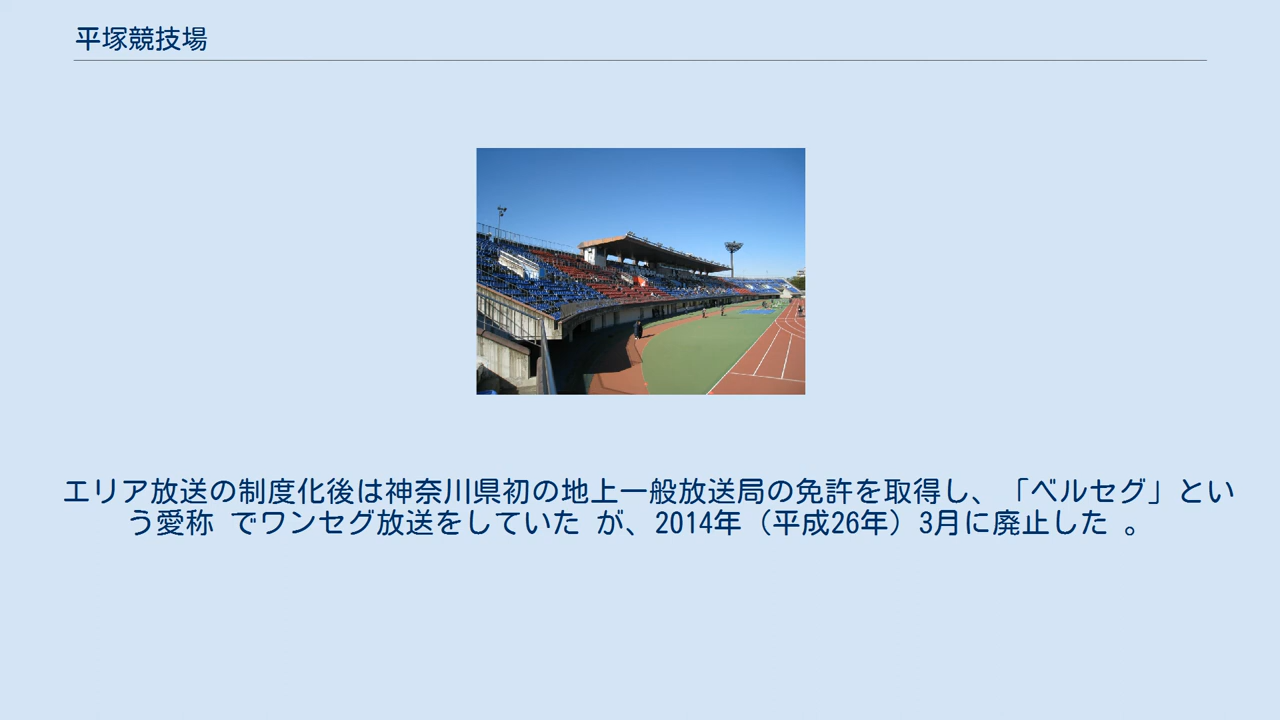 平塚競技場
エリア放送の制度化後は神奈川県初の地上一般放送局の免許を取得し、「ベルセグ」とい
う愛称 でワンセグ放送をしていた が、2014年（平成26年）3月に廃止した 。